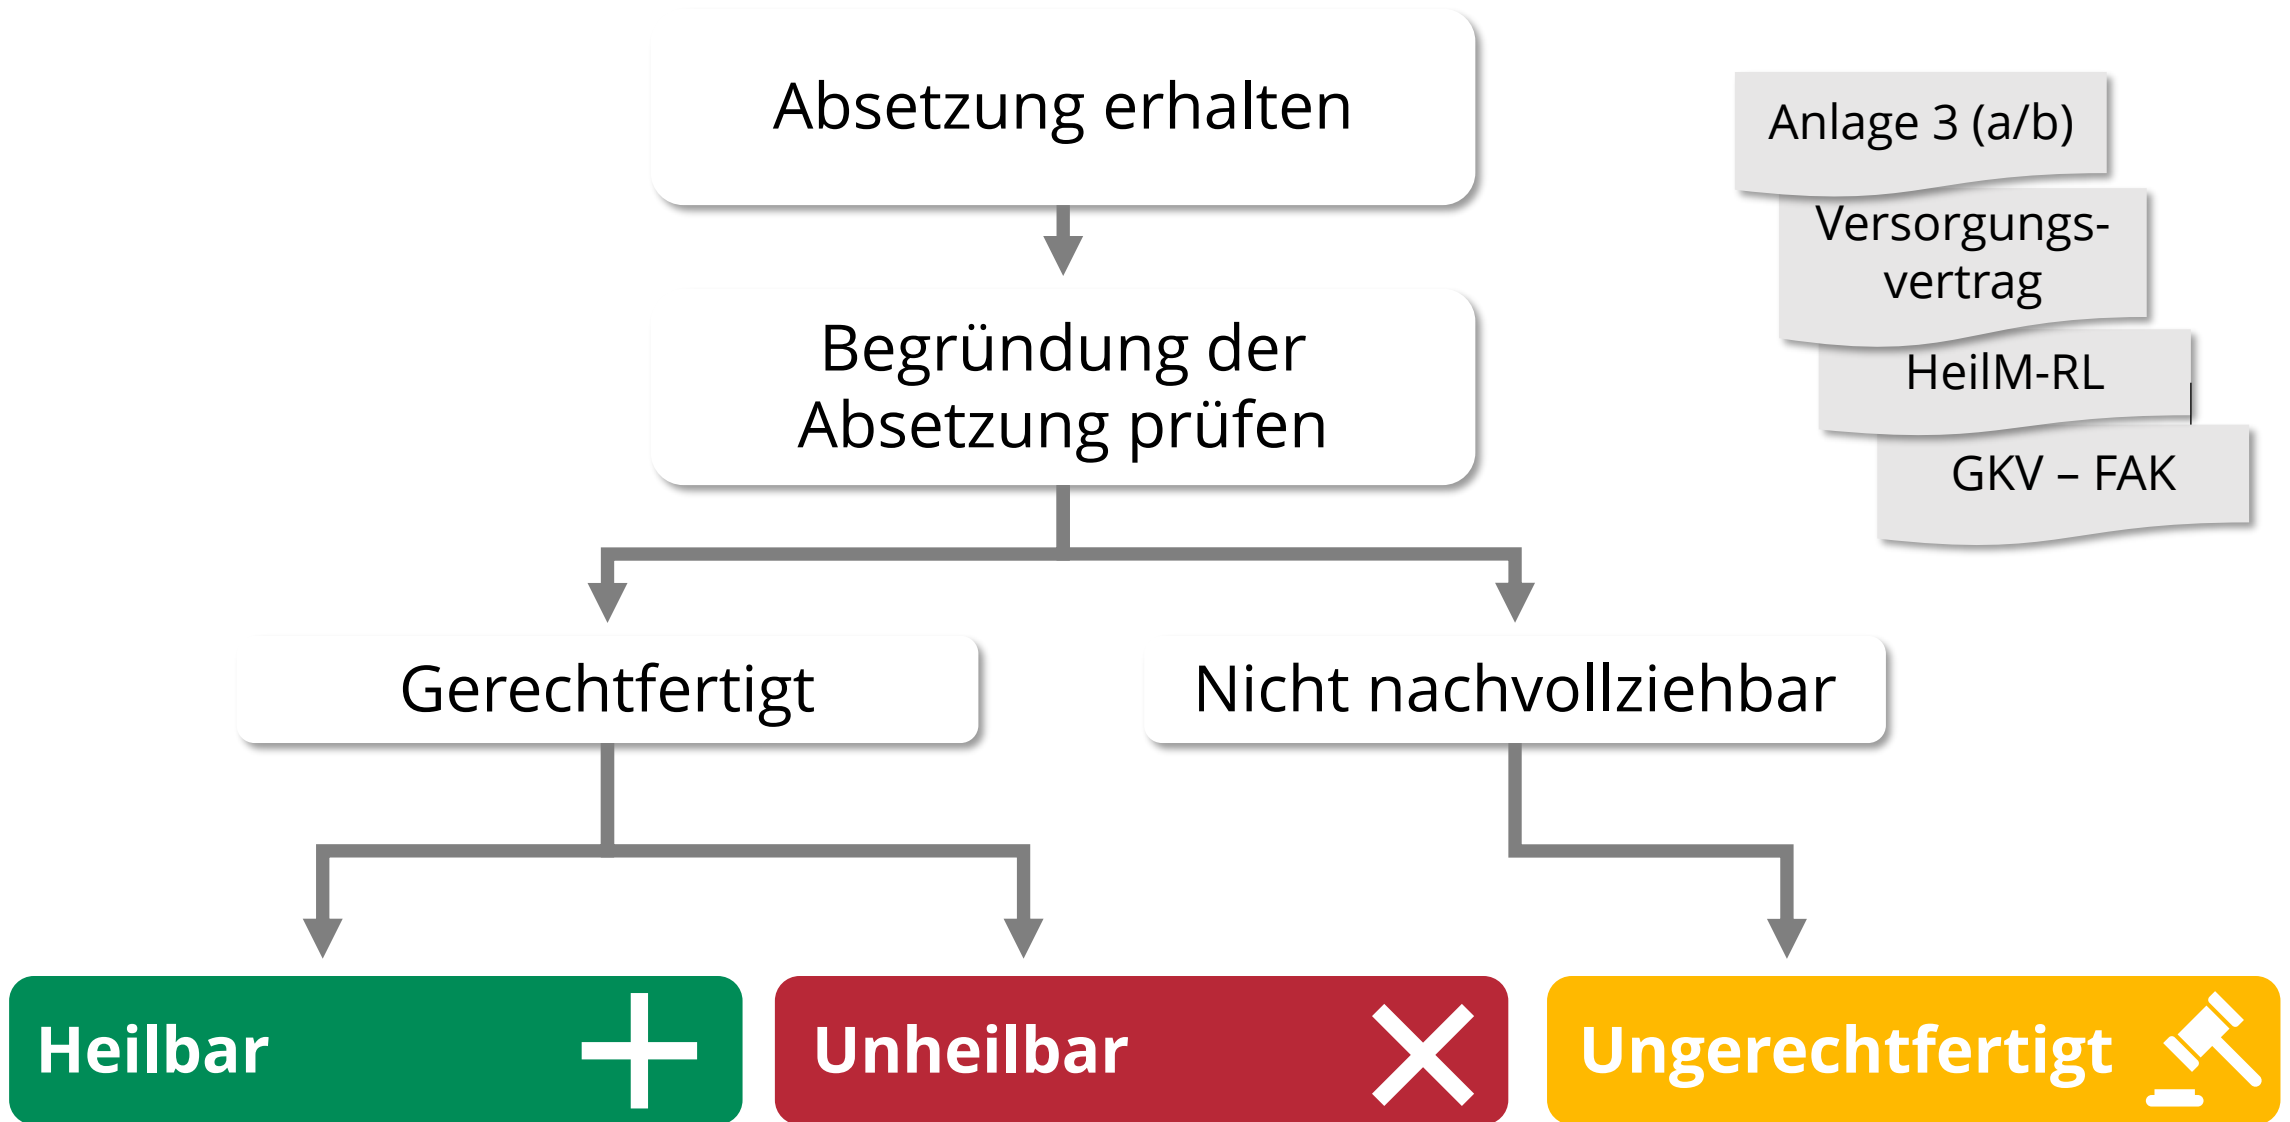 Absetzung erhalten
Anlage 3 (a/b)
Versorgungs-
vertrag
HeilM-RL
GKV – FAK
Begründung der
Absetzung prüfen
Gerechtfertigt
Nicht nachvollziehbar
Heilbar
Unheilbar
Ungerechtfertigt